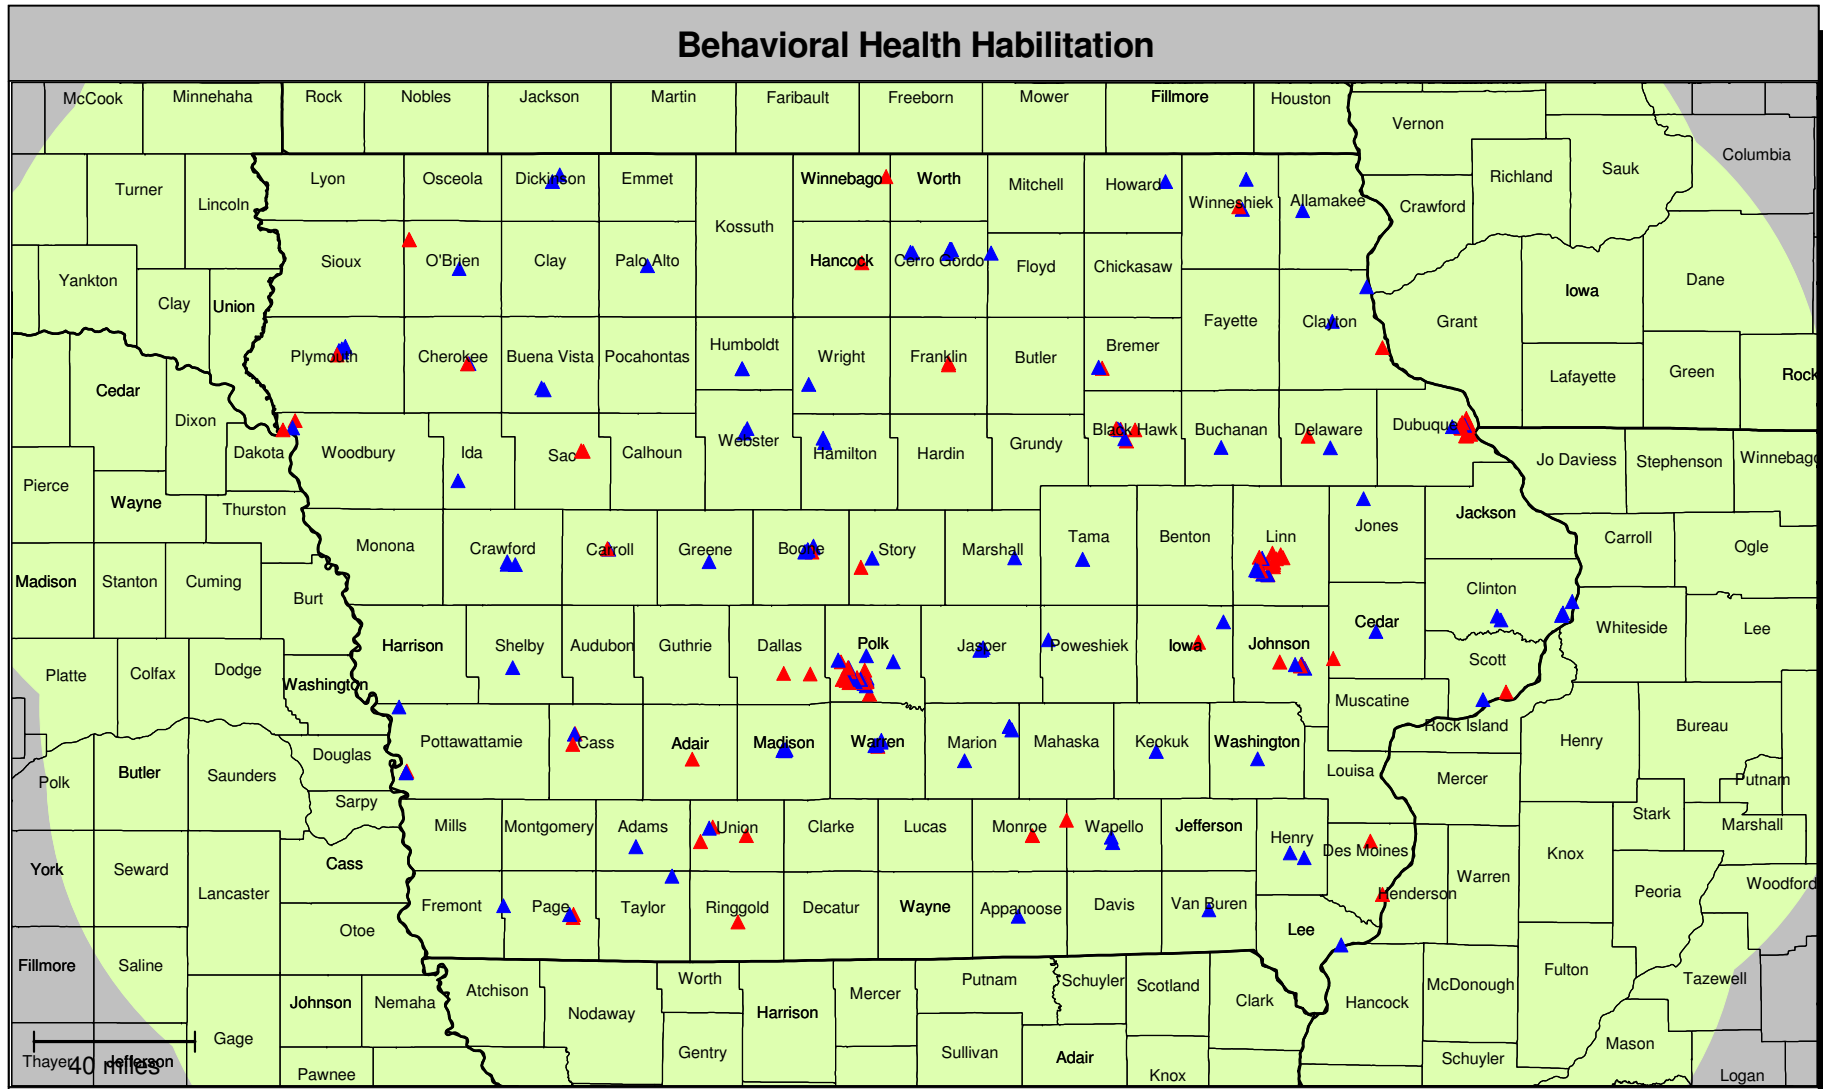 Behavioral Health Habilitation
McCook Minnehaha Rock Nobles Jackson Martin Faribault Freeborn Mower Fillmore Houston
Vernon
Columbia
Turner Lyon Osceola Dickinson Emmet Winnebago Worth Mitchell Howard Richland Sauk
Lincoln Winneshiek Allamakee Crawford
Kossuth
Sioux O'Brien Clay Palo Alto Hancock Cerro Gordo Floyd Chickasaw
Yankton Clay Union Iowa Dane
Fayette Clayton Grant
Plymouth Cherokee Buena Vista Pocahontas Humboldt Wright Franklin Butler Bremer
Cedar Lafayette Green Rock
Dixon Webster Black Hawk Buchanan Delaware Dubuque
Dakota Woodbury Ida Sac Calhoun Hamilton Hardin Grundy Jo Daviess Stephenson Winnebago
Pierce
Wayne Thurston Jackson
Monona Crawford Carroll Greene Boone Story Marshall Tama Benton Linn Jones Carroll Ogle
Madison Stanton Cuming Clinton
Burt
Harrison Shelby Audubon Guthrie Dallas Polk Jasper Poweshiek Iowa Johnson Cedar Whiteside Lee
Platte Colfax Dodge Scott
Washington Muscatine
Rock Island Bureau
Douglas Pottawattamie Cass Adair Madison Warren Marion Mahaska Keokuk Washington Henry
Polk Butler Saunders Louisa Mercer Putnam
Sarpy
Mills Montgomery Adams Union Clarke Lucas Monroe Wapello Jefferson Henry Stark Marshall
Des Moines Knox
York Seward Cass Warren
Lancaster Henderson Peoria Woodford
Fremont Page Taylor Ringgold Decatur Wayne Appanoose Davis Van Buren
Otoe Lee
Fillmore Saline Fulton
Atchison Worth Putnam Schuyler Scotland McDonough Tazewell
Johnson Nemaha Nodaway Harrison Mercer Clark Hancock
Gage Gentry Sullivan Adair Schuyler Mason
Thayer Jefferson
40 miles
Pawnee Knox Logan